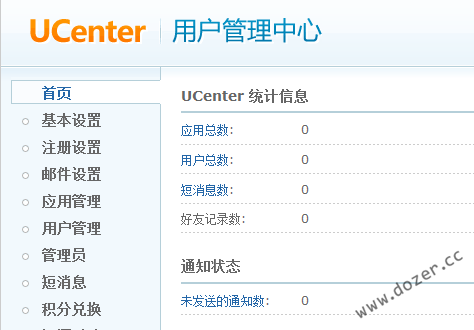 UCenter 用户管理中心
首页
基本设置
注册设置
邮件设置
应用管理
用户管理
管理员
短消息
积分兑换
UCenter 统计信息
应用总数: 0
用户总数: 0
短消息数: 0
好友记录数: 0
通知状态
未发送的通知数: 0
www.dozer.cc